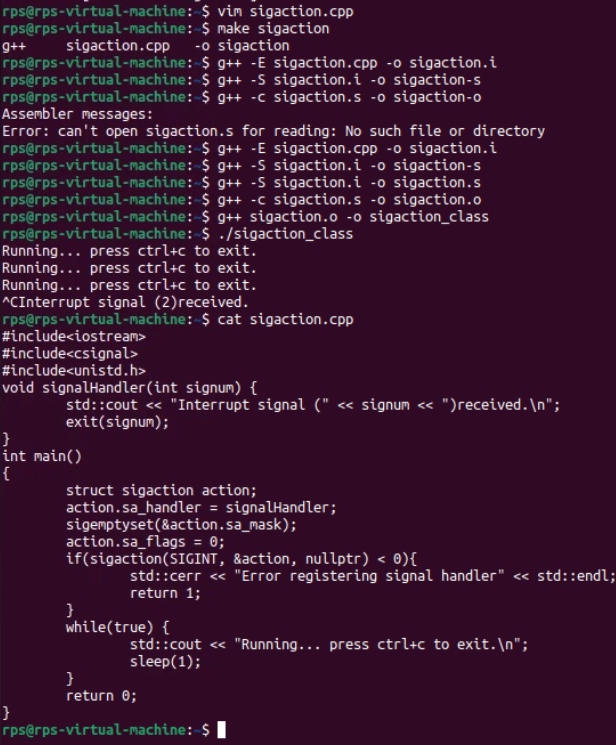 rps@rps-virtual-machine:~$ vim sigaction.cpp
rps@rps-virtual-machine:~$ make sigaction
g++     sigaction.cpp   -o sigaction
rps@rps-virtual-machine:~$ g++ -E sigaction.cpp -o sigaction.i
rps@rps-virtual-machine:~$ g++ -S sigaction.i -o sigaction-s
rps@rps-virtual-machine:~$ g++ -c sigaction.s -o sigaction-o
Assembler messages:
Error: can't open sigaction.s for reading: No such file or directory
rps@rps-virtual-machine:~$ g++ -E sigaction.cpp -o sigaction.i
rps@rps-virtual-machine:~$ g++ -S sigaction.i -o sigaction-s
rps@rps-virtual-machine:~$ g++ -S sigaction.i -o sigaction.s
rps@rps-virtual-machine:~$ g++ -c sigaction.s -o sigaction.o
rps@rps-virtual-machine:~$ g++ sigaction.o -o sigaction_class
rps@rps-virtual-machine:~$ ./sigaction_class
Running... press ctrl+c to exit.
Running... press ctrl+c to exit.
Running... press ctrl+c to exit.
^CInterrupt signal (2)received.
rps@rps-virtual-machine:~$ cat sigaction.cpp
#include<iostream>
#include<csignal>
#include<unistd.h>
void signalHandler(int signum) {
        std::cout << "Interrupt signal (" << signum << ")received.\n";
        exit(signum);
}
int main()
{
        struct sigaction action;
        action.sa_handler = signalHandler;
        sigemptyset(&action.sa_mask);
        action.sa_flags = 0;
        if(sigaction(SIGINT, &action, nullptr) < 0){
                std::cerr << "Error registering signal handler" << std::endl;
                return 1;
        }
        while(true) {
                std::cout << "Running... press ctrl+c to exit.\n";
                sleep(1);
        }
        return 0;
}
rps@rps-virtual-machine:~$